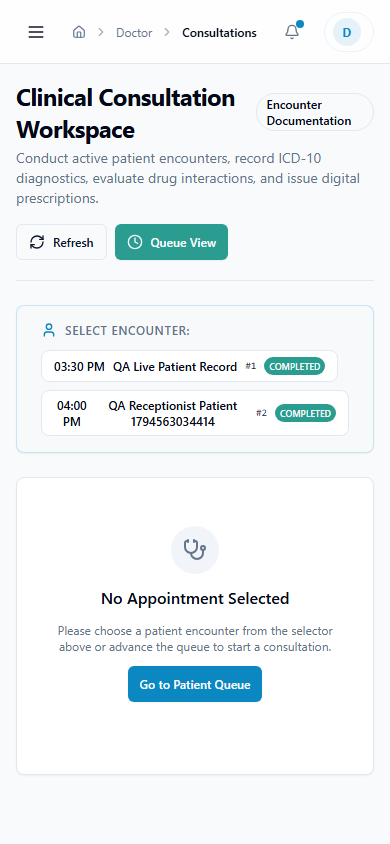 Doctor
Consultations
D
Clinical Consultation
Workspace
Encounter
Documentation
Conduct active patient encounters, record ICD-10
diagnostics, evaluate drug interactions, and issue digital
prescriptions.
Refresh
Queue View
SELECT ENCOUNTER:
03:30 PM QA Live Patient Record #1 COMPLETED
04:00
PM
QA Receptionist Patient
1794563034414
#2 COMPLETED
No Appointment Selected
Please choose a patient encounter from the selector
above or advance the queue to start a consultation.
Go to Patient Queue